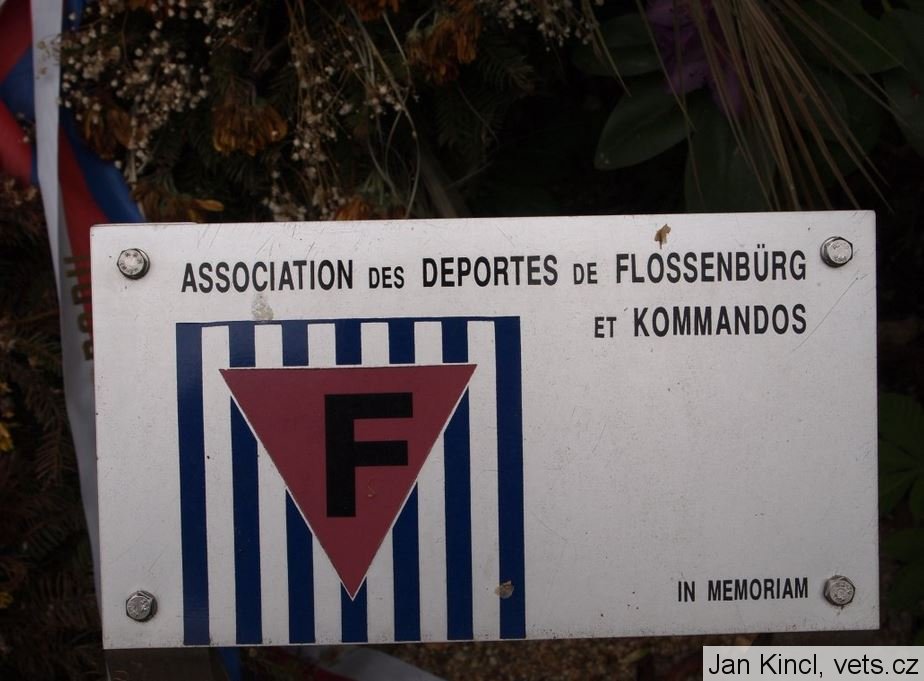 ASSOCIATION DES DEPORTES DE FLOSSENBÜRG
ET KOMMANDOS
F
IN MEMORIAM
Jan Kincl, vets.cz